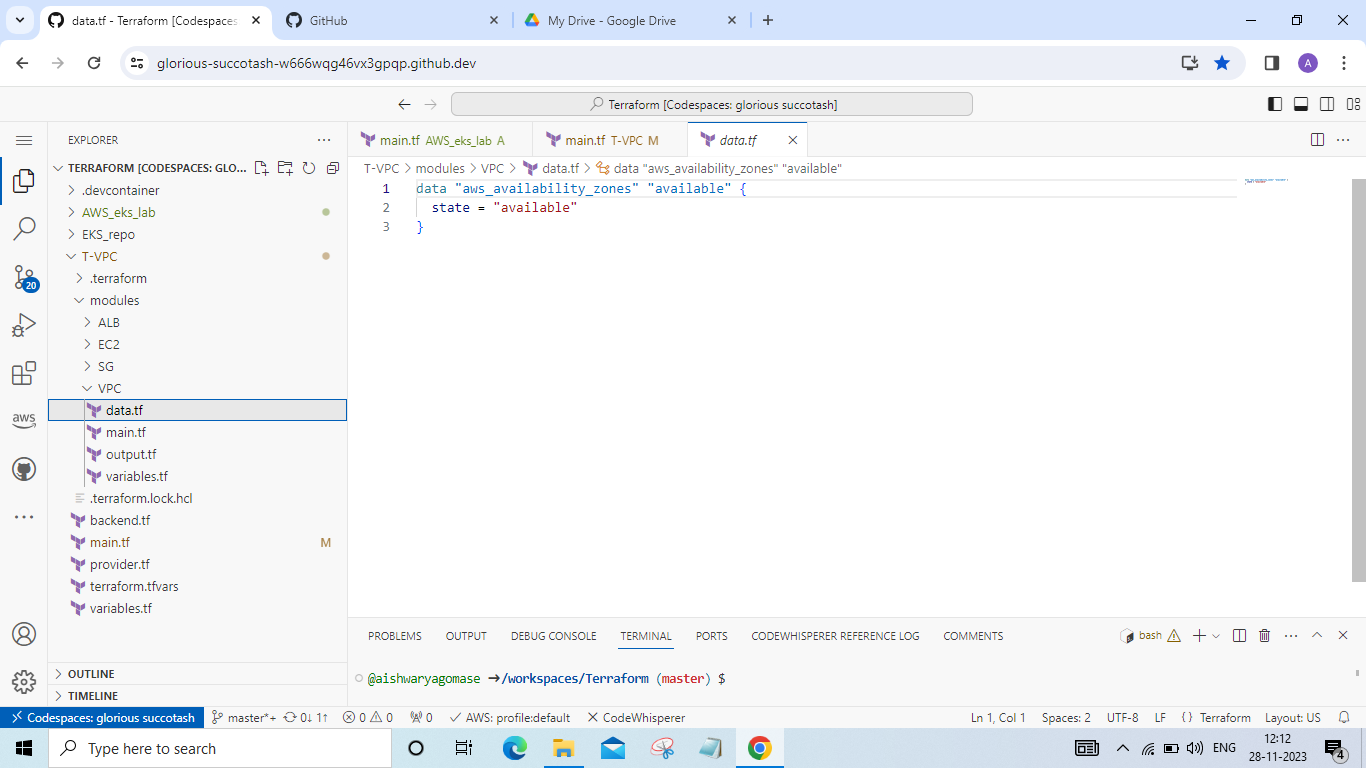 data.tf - Terraform [Codespaces
GitHub
My Drive - Google Drive
glorious-succotash-w666wqg46vx3gpqp.github.dev
A
Terraform [Codespaces: glorious succotash]
EXPLORER
main.tf AWS_eks_lab A
main.tf T-VPC M
data.tf
TERRAFORM [CODESPACES: GLO...
T-VPC > modules > VPC > data.tf > data "aws_availability_zones" "available"
.devcontainer
AWS_eks_lab
EKS_repo
T-VPC
.terraform
modules
ALB
EC2
SG
VPC
data.tf
main.tf
output.tf
variables.tf
.terraform.lock.hcl
backend.tf
main.tf M
provider.tf
terraform.tfvars
variables.tf
OUTLINE
TIMELINE
20
aws
1 data "aws_availability_zones" "available" {
2 state = "available"
3 }
PROBLEMS OUTPUT DEBUG CONSOLE TERMINAL PORTS CODEWHISPERER REFERENCE LOG COMMENTS
bash
@aishwaryagomase →/workspaces/Terraform (master) $
Codespaces: glorious succotash master*+ 0↓ 1↑ 0 0 0 AWS: profile:default CodeWhisperer
Ln 1, Col 1 Spaces: 2 UTF-8 LF {} Terraform Layout: US
Type here to search
ENG
12:12
28-11-2023
4